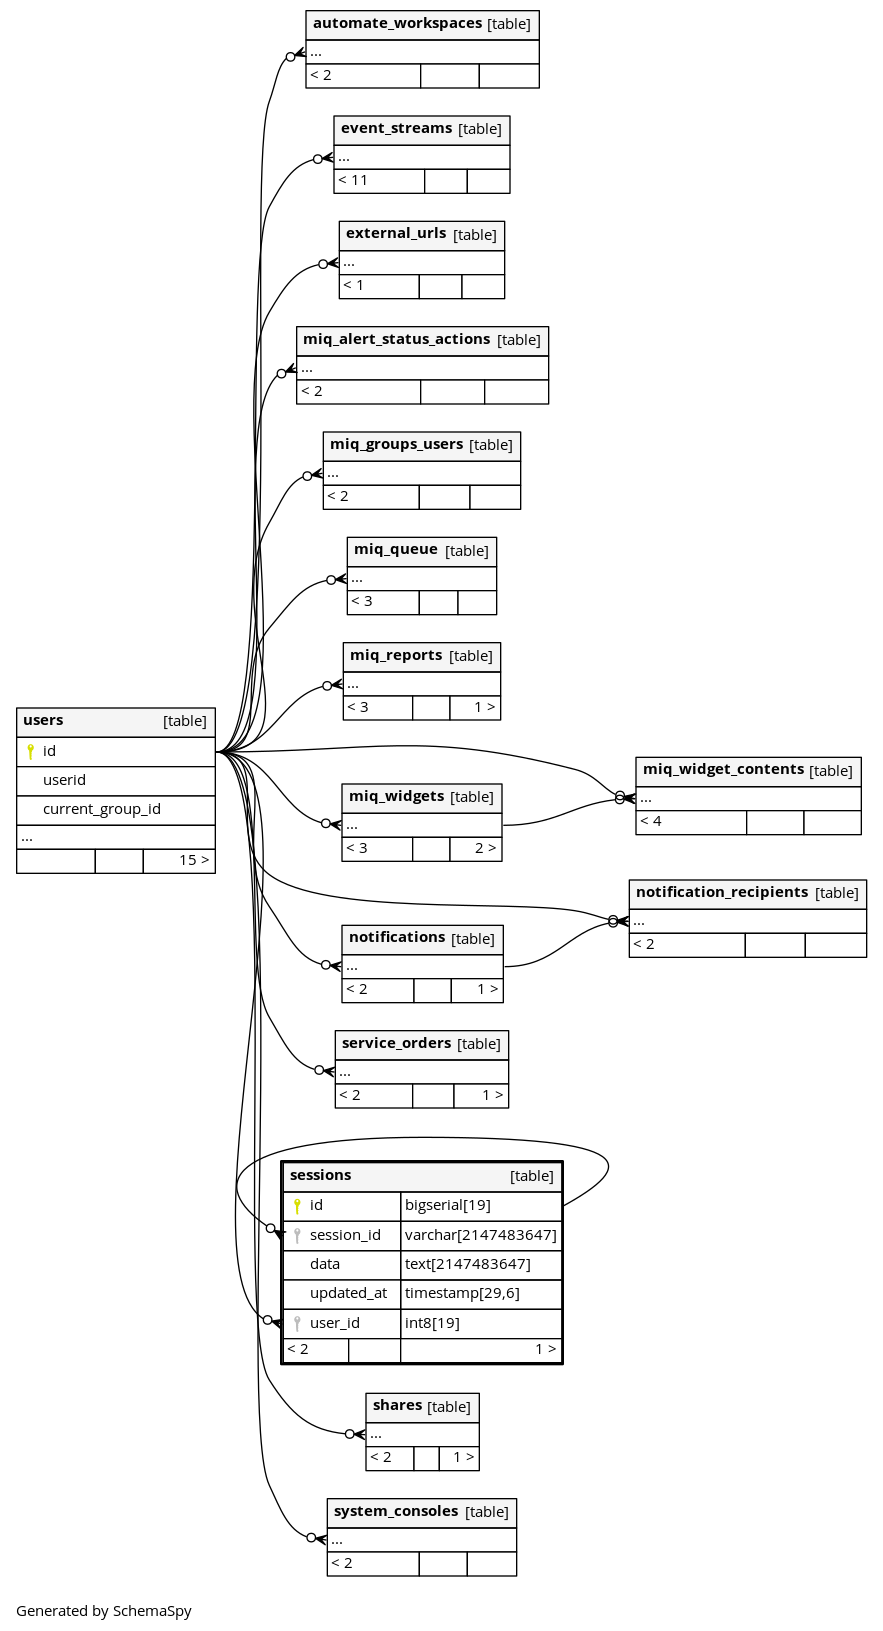 automate_workspaces [table]
...
< 2
event_streams [table]
...
< 11
external_urls [table]
...
< 1
miq_alert_status_actions [table]
...
< 2
miq_groups_users [table]
...
< 2
miq_queue [table]
...
< 3
miq_reports [table]
...
< 3 1 >
users [table]
id
userid
current_group_id
...
15 >
miq_widgets [table]
...
< 3 2 >
miq_widget_contents [table]
...
< 4
notification_recipients [table]
...
< 2
notifications [table]
...
< 2 1 >
service_orders [table]
...
< 2 1 >
sessions [table]
id bigserial[19]
session_id varchar[2147483647]
data text[2147483647]
updated_at timestamp[29,6]
user_id int8[19]
< 2 1 >
shares [table]
...
< 2 1 >
system_consoles [table]
...
< 2
Generated by SchemaSpy